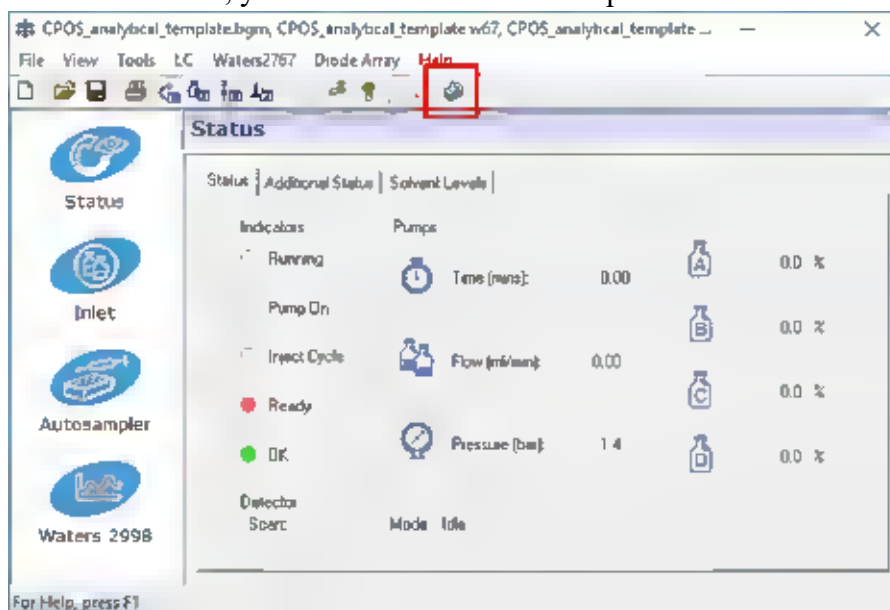 CPOS_analytical_template.bgm, CPOS_analytical_template w67, CPOS_analytical_template ...
File View Tools LC Waters2767 Diode Array Help
Status
Status Additional Status Solvent Levels
Status
Inlet
Autosampler
Waters 2998
Indicators
Running
Pump On
Inject Cycle
Ready
OK
Detector
Scan:
Pumps
Time (mins): 0.00
Flow (ml/min): 0.00
Pressure (bar): 1.4
Mode Idle
A 0.0 %
B 0.0 %
C 0.0 %
D 0.0 %
For Help, press F1